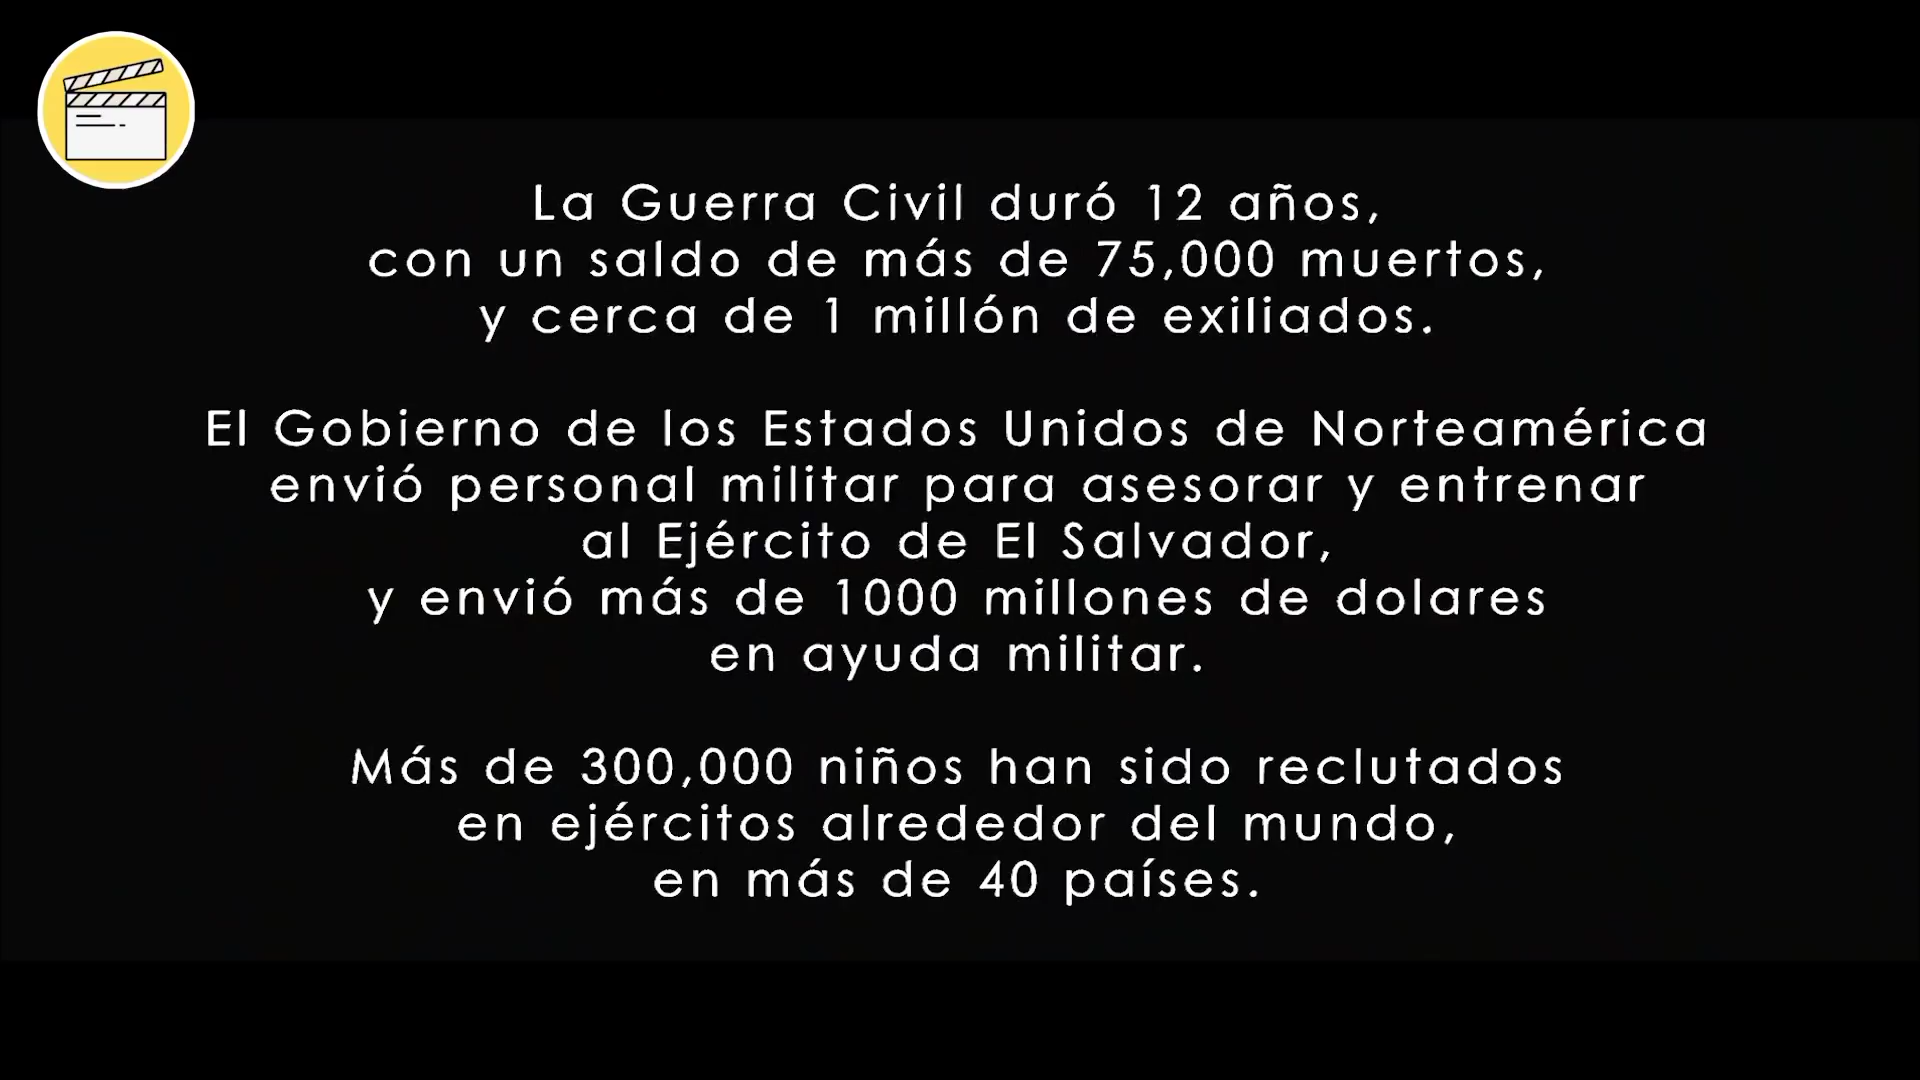 La Guerra Civil duró 12 años,
con un saldo de más de 75,000 muertos,
y cerca de 1 millón de exiliados.
El Gobierno de los Estados Unidos de Norteamérica
envió personal militar para asesorar y entrenar
al Ejército de El Salvador,
y envió más de 1000 millones de dolares
en ayuda militar.
Más de 300,000 niños han sido reclutados
en ejércitos alrededor del mundo,
en más de 40 países.